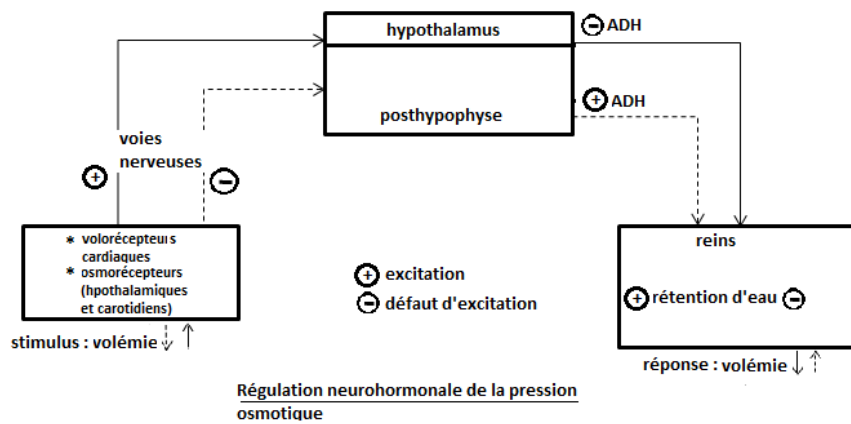 hypothalamus
- ADH
posthypophyse
+ ADH
voies
nerveuses
+
-
* volorécepteurs
cardiaques
* osmorécepteurs
(hpothalamiques
et carotidiens)
stimulus : volémie
+ excitation
- défaut d'excitation
reins
+ rétention d'eau -
réponse : volémie
Régulation neurohormonale de la pression
osmotique